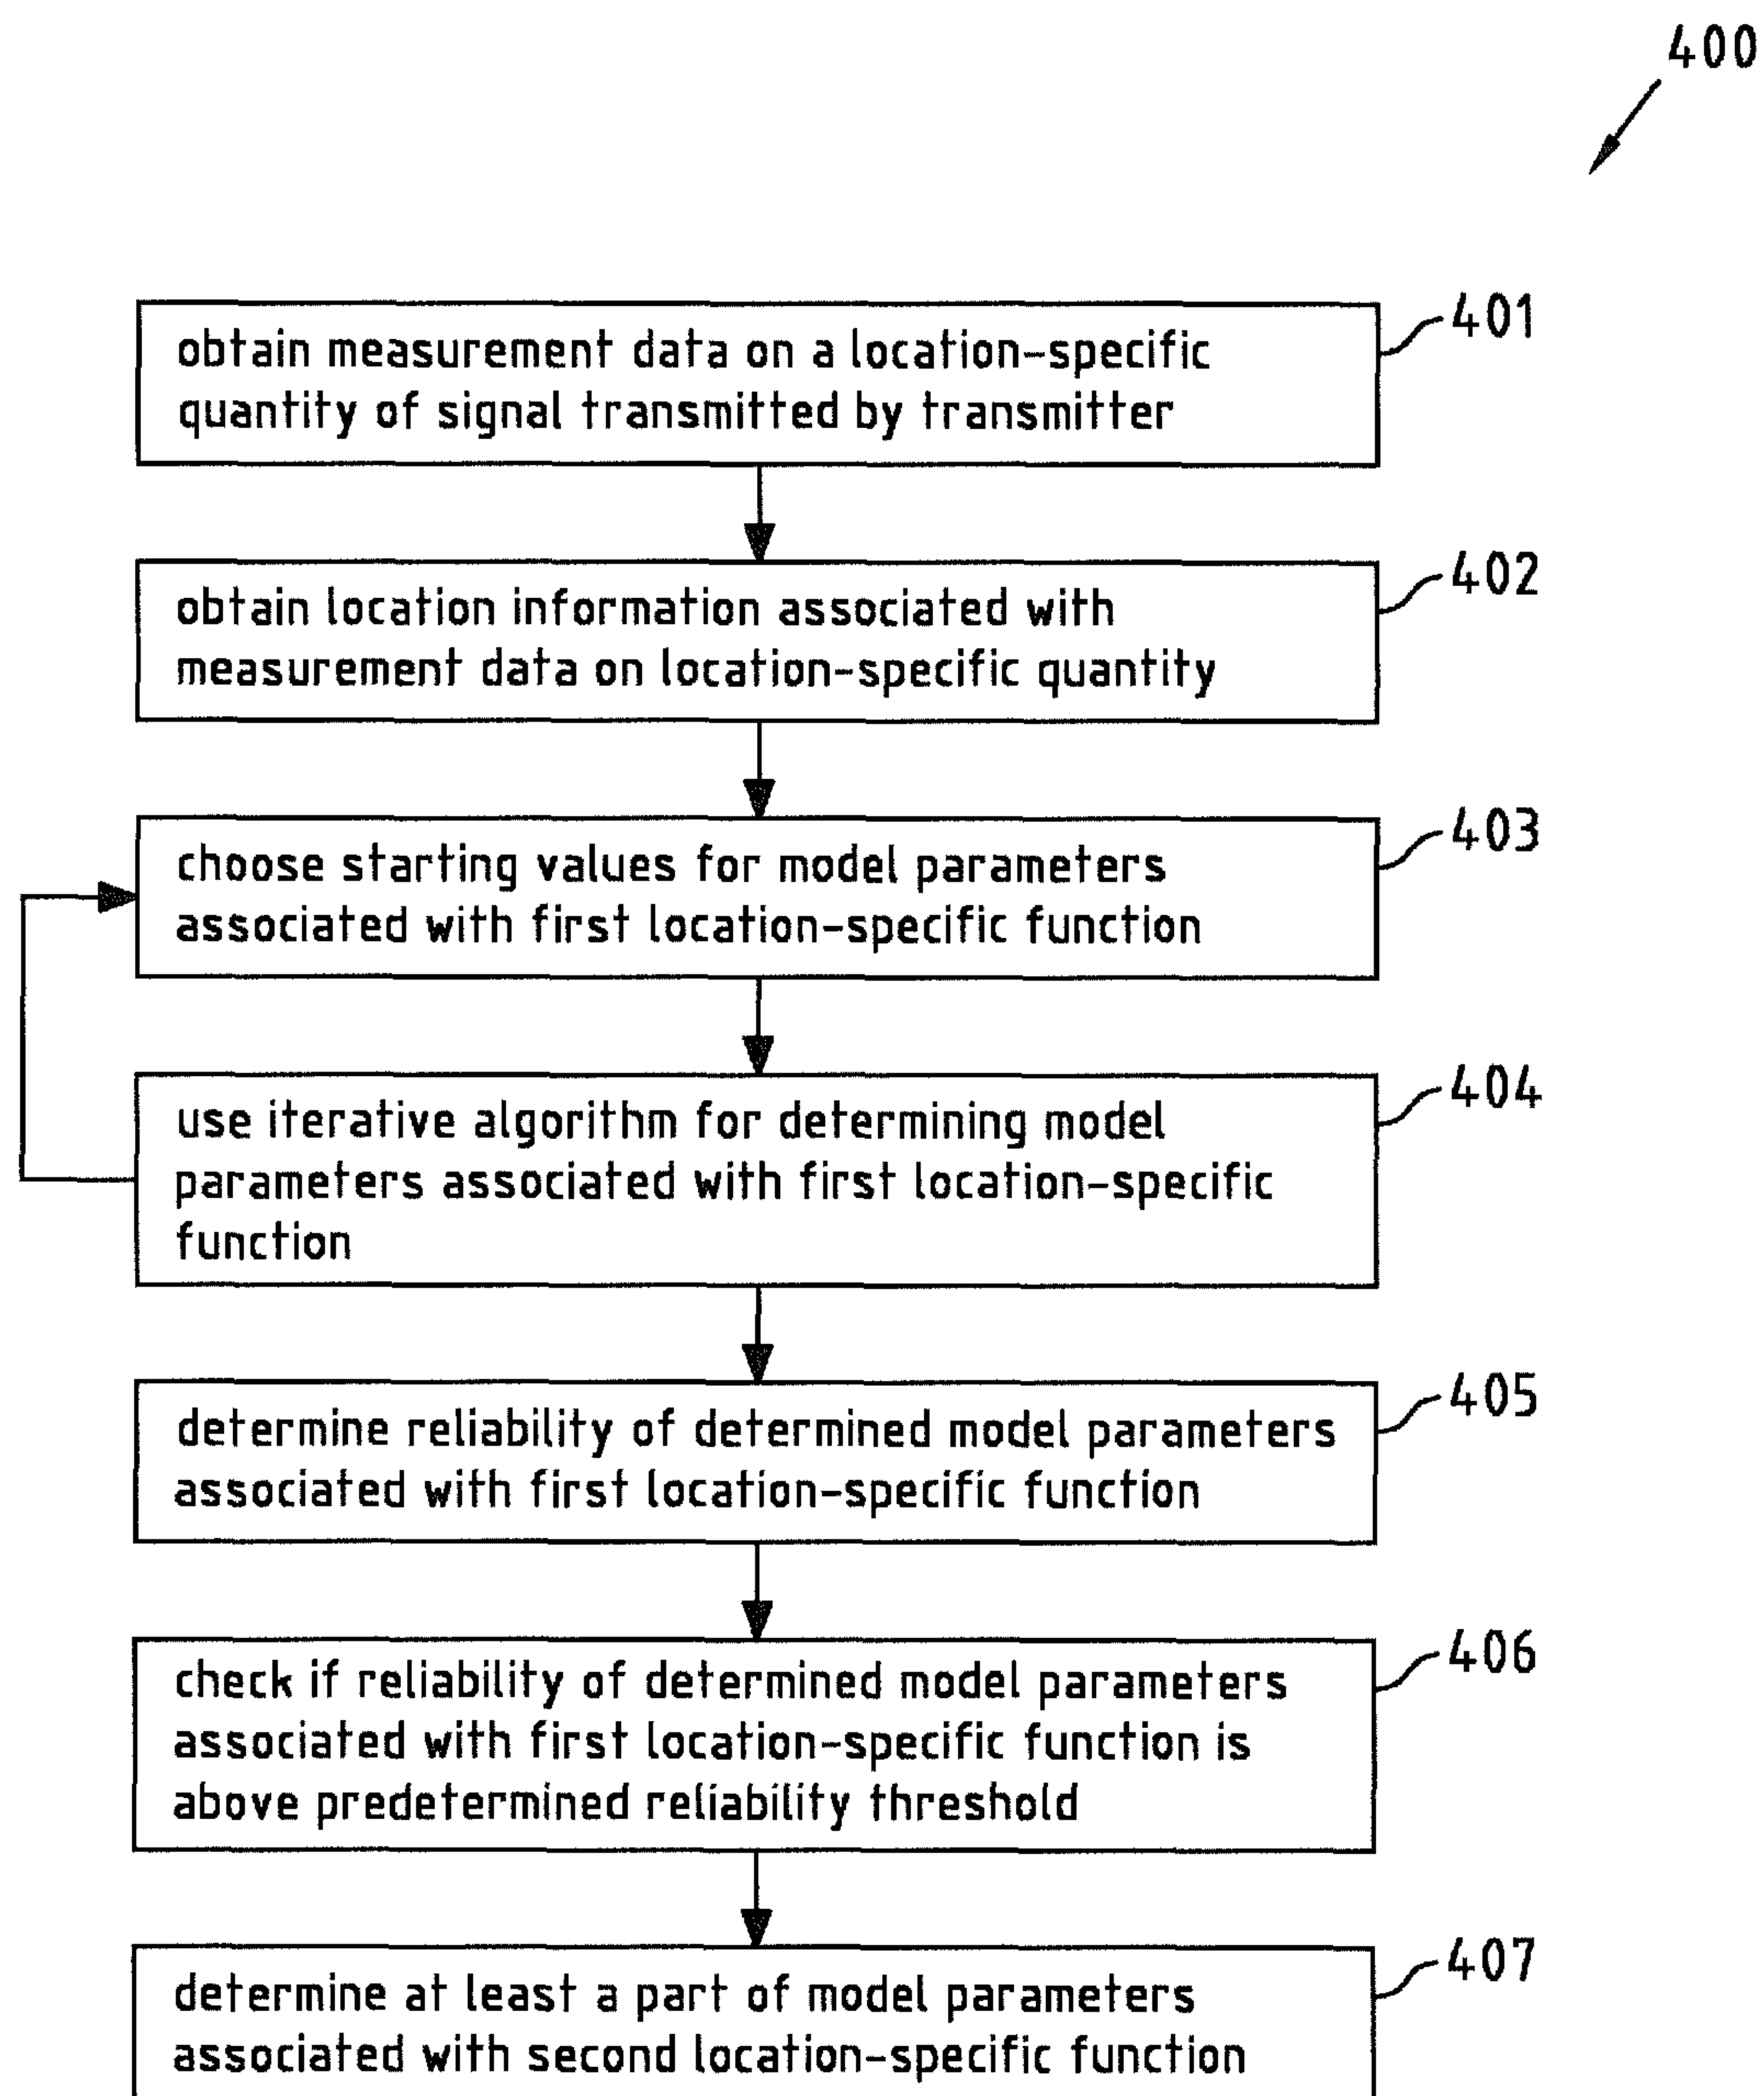 400
obtain measurement data on a location-specific
quantity of signal transmitted by transmitter
401
obtain location information associated with
measurement data on location-specific quantity
402
choose starting values for model parameters
associated with first location-specific function
403
use iterative algorithm for determining model
parameters associated with first location-specific
function
404
determine reliability of determined model parameters
associated with first location-specific function
405
check if reliability of determined model parameters
associated with first location-specific function is
above predetermined reliability threshold
406
determine at least a part of model parameters
associated with second location-specific function
407